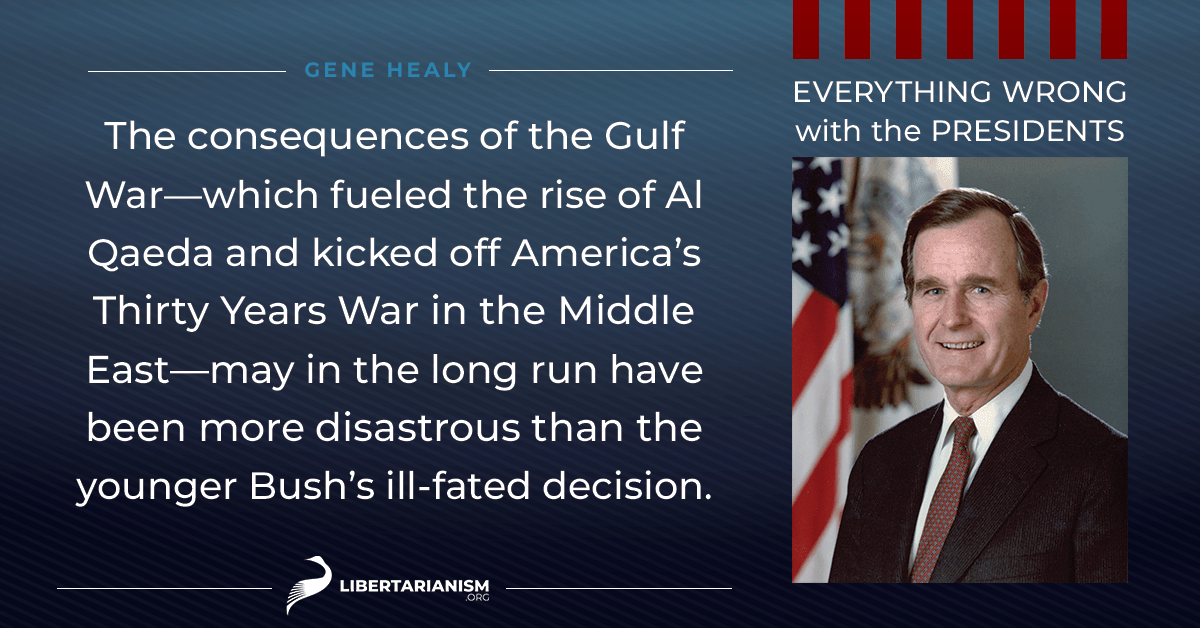 GENE HEALY
The consequences of the Gulf
War—which fueled the rise of Al
Qaeda and kicked off America’s
Thirty Years War in the Middle
East—may in the long run have
been more disastrous than the
younger Bush’s ill-fated decision.
LIBERTARIANISM
.ORG
EVERYTHING WRONG
with the PRESIDENTS